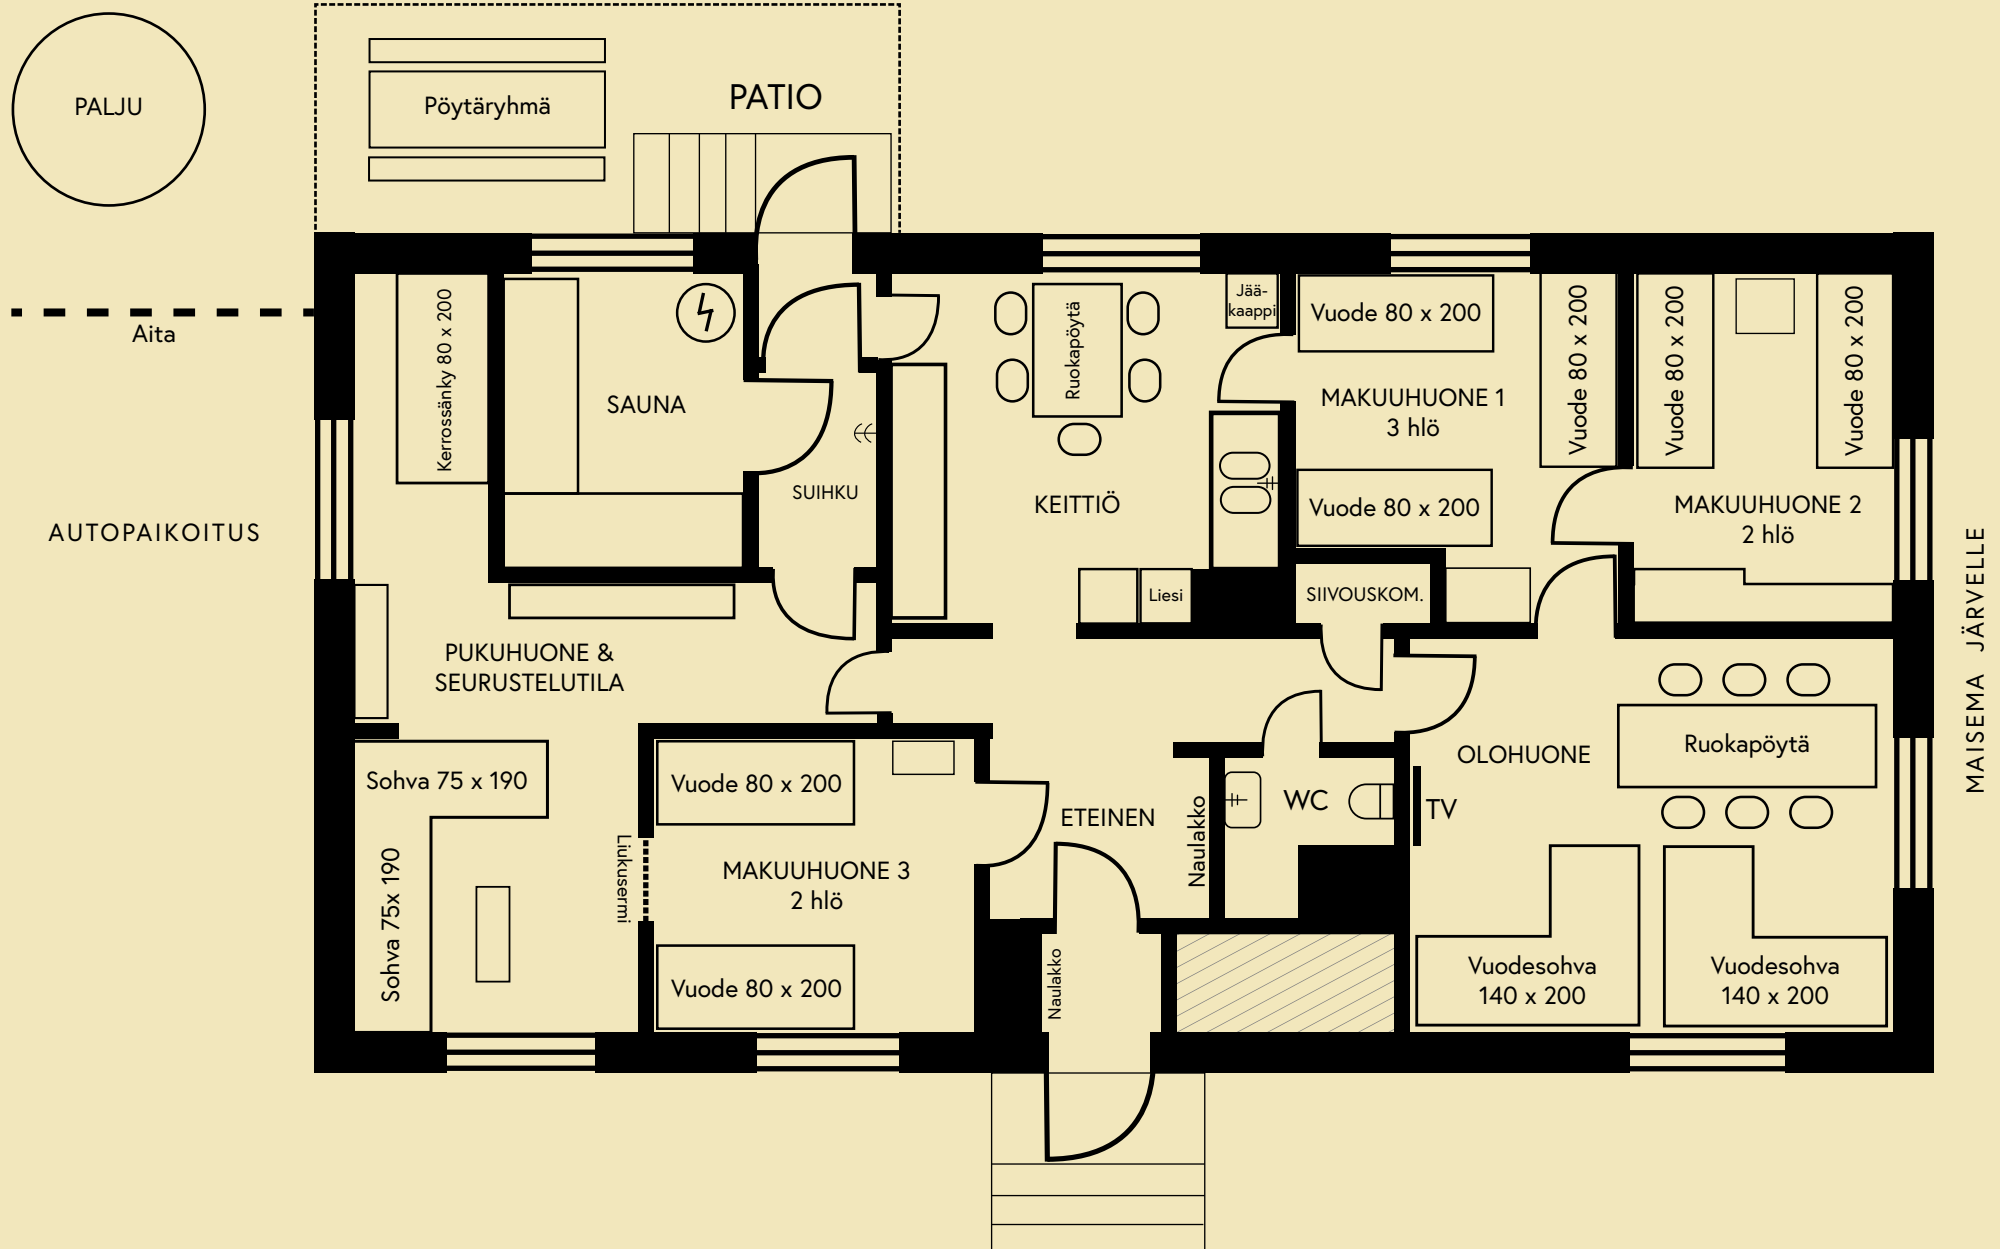 PALJU
Pöytäryhmä
PATIO
Aita
AUTOPAIKOITUS
Kerrossänky 80 x 200
SAUNA
SUIHKU
Ruokapöytä
Jää-
kaappi
KEITTIÖ
Liesi
Vuode 80 x 200
MAKUUHUONE 1
3 hlö
Vuode 80 x 200
Vuode 80 x 200
SIIVOUSKOM.
Vuode 80 x 200
Vuode 80 x 200
MAKUUHUONE 2
2 hlö
MAISEMA JÄRVELLE
PUKUHUONE &
SEURUSTELUTILA
Sohva 75 x 190
Sohva 75x 190
Liukusermi
Vuode 80 x 200
MAKUUHUONE 3
2 hlö
Vuode 80 x 200
ETEINEN
Naulakko
Naulakko
WC
TV
OLOHUONE
Ruokapöytä
Vuodesohva
140 x 200
Vuodesohva
140 x 200